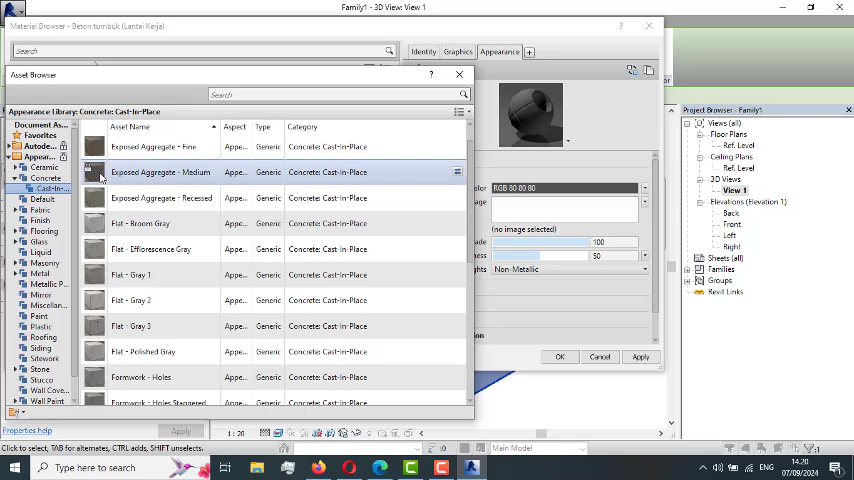 Family1 - 3D View: View 1
Material Browser - Beton tumbuk (Lantai Kerja)
?
Search
Identity
Graphics
Appearance
Asset Browser
?
Search
Appearance Library: Concrete: Cast-In-Place
Document As...
Favorites
Autodes...
Appear...
Ceramic
Concrete
Cast-In-...
Default
Fabric
Finish
Flooring
Glass
Liquid
Masonry
Metal
Metallic P...
Mirror
Miscellan...
Paint
Plastic
Roofing
Siding
Sitework
Stone
Stucco
Wall Cove...
Wall Paint
Asset Name Aspect Type Category
Exposed Aggregate - Fine Appe... Generic Concrete: Cast-In-Place
Exposed Aggregate - Medium Appe... Generic Concrete: Cast-In-Place
Exposed Aggregate - Recessed Appe... Generic Concrete: Cast-In-Place
Flat - Broom Gray Appe... Generic Concrete: Cast-In-Place
Flat - Efflorescence Gray Appe... Generic Concrete: Cast-In-Place
Flat - Gray 1 Appe... Generic Concrete: Cast-In-Place
Flat - Gray 2 Appe... Generic Concrete: Cast-In-Place
Flat - Gray 3 Appe... Generic Concrete: Cast-In-Place
Flat - Polished Gray Appe... Generic Concrete: Cast-In-Place
Formwork - Holes Appe... Generic Concrete: Cast-In-Place
Formwork - Holes Staggered Appe... Generic Concrete: Cast-In-Place
RGB 80 80 80
(no image selected)
100
50
Non-Metallic
OK
Cancel
Apply
Properties help
Apply
Project Browser - Family1
Views (all)
Floor Plans
Ref. Level
Ceiling Plans
Ref. Level
3D Views
View 1
Elevations (Elevation 1)
Back
Front
Left
Right
Sheets (all)
Families
Groups
Revit Links
1 : 20
Click to select, TAB for alternates, CTRL adds, SHIFT unselects.
:0
Main Model
:1
Type here to search
ENG
14.20
07/09/2024